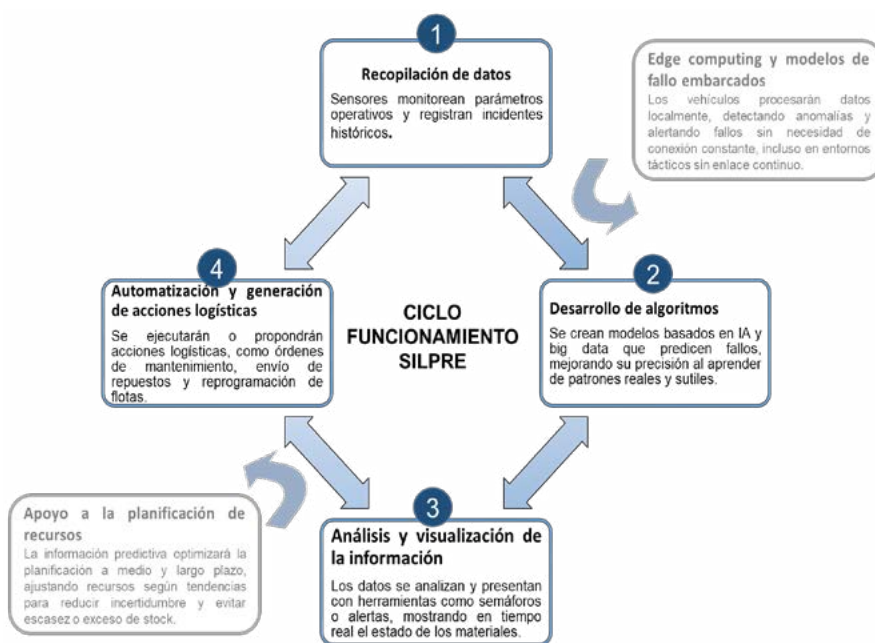 1
Recopilación de datos
Sensores monitorean parámetros
operativos y registran incidentes
históricos.
Edge computing y modelos de
fallo embarcados
Los vehículos procesarán datos
localmente, detectando anomalías y
alertando fallos sin necesidad de
conexión constante, incluso en entornos
tácticos sin enlace continuo.
4
Automatización y generación
de acciones logísticas
Se ejecutarán o propondrán
acciones logísticas, como órdenes
de mantenimiento, envío de
repuestos y reprogramación de
flotas.
CICLO
FUNCIONAMIENTO
SILPRE
2
Desarrollo de algoritmos
Se crean modelos basados en IA y
big data que predicen fallos,
mejorando su precisión al aprender
de patrones reales y sutiles.
Apoyo a la planificación de
recursos
La información predictiva optimizará la
planificación a medio y largo plazo,
ajustando recursos según tendencias
para reducir incertidumbre y evitar
escasez o exceso de stock.
3
Análisis y visualización de
la información
Los datos se analizan y presentan
con herramientas como semáforos
o alertas, mostrando en tiempo
real el estado de los materiales.